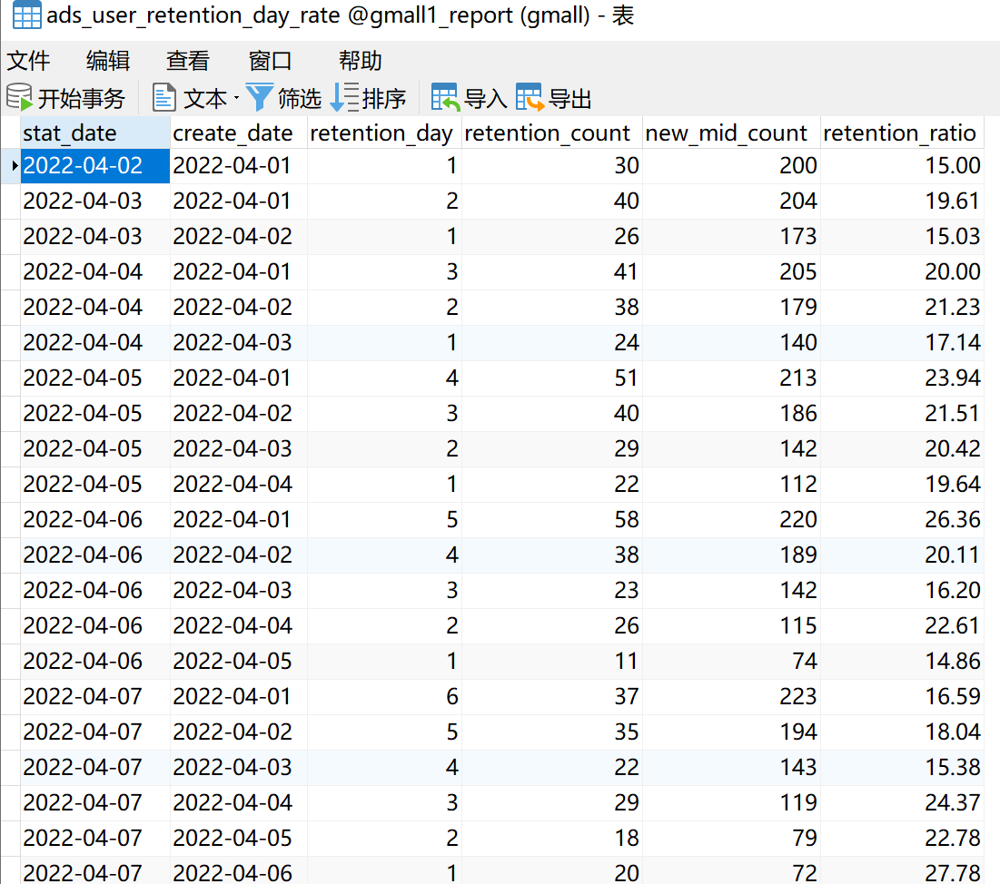 ads_user_retention_day_rate @gmall1_report (gmall) - 表
文件 编辑 查看 窗口 帮助
开始事务 文本 筛选 排序 导入 导出
stat_date create_date retention_day retention_count new_mid_count retention_ratio
2022-04-02 2022-04-01 1 30 200 15.00
2022-04-03 2022-04-01 2 40 204 19.61
2022-04-03 2022-04-02 1 26 173 15.03
2022-04-04 2022-04-01 3 41 205 20.00
2022-04-04 2022-04-02 2 38 179 21.23
2022-04-04 2022-04-03 1 24 140 17.14
2022-04-05 2022-04-01 4 51 213 23.94
2022-04-05 2022-04-02 3 40 186 21.51
2022-04-05 2022-04-03 2 29 142 20.42
2022-04-05 2022-04-04 1 22 112 19.64
2022-04-06 2022-04-01 5 58 220 26.36
2022-04-06 2022-04-02 4 38 189 20.11
2022-04-06 2022-04-03 3 23 142 16.20
2022-04-06 2022-04-04 2 26 115 22.61
2022-04-06 2022-04-05 1 11 74 14.86
2022-04-07 2022-04-01 6 37 223 16.59
2022-04-07 2022-04-02 5 35 194 18.04
2022-04-07 2022-04-03 4 22 143 15.38
2022-04-07 2022-04-04 3 29 119 24.37
2022-04-07 2022-04-05 2 18 79 22.78
2022-04-07 2022-04-06 1 20 72 27.78